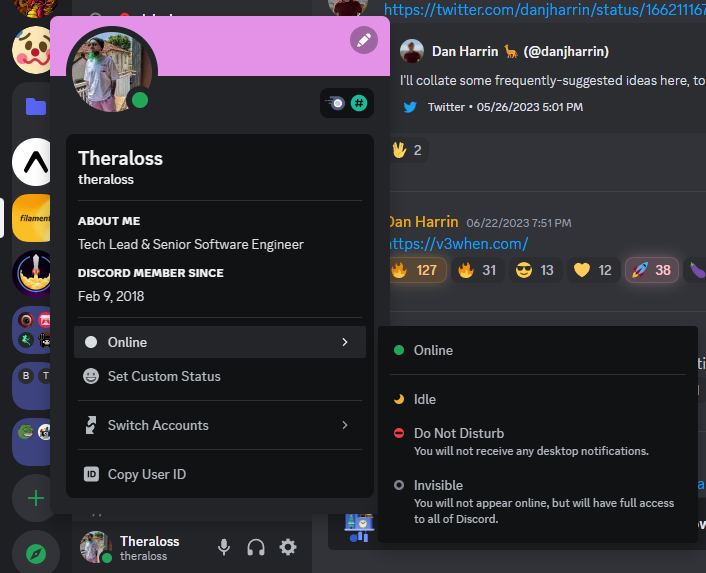 https://twitter.com/danjharrin/status/166211167
Dan Harrin 🦒 (@danjharrin)
I'll collate some frequently-suggested ideas here, to
Twitter • 05/26/2023 5:01 PM
2
Dan Harrin 06/22/2023 7:51 PM
https://v3when.com/
127 31 13 12 38
filament
B T
Theraloss
theraloss
ABOUT ME
Tech Lead & Senior Software Engineer
DISCORD MEMBER SINCE
Feb 9, 2018
Online
Set Custom Status
Switch Accounts
ID Copy User ID
Online
Idle
Do Not Disturb
You will not receive any desktop notifications.
Invisible
You will not appear online, but will have full access
to all of Discord.
Theraloss
theraloss